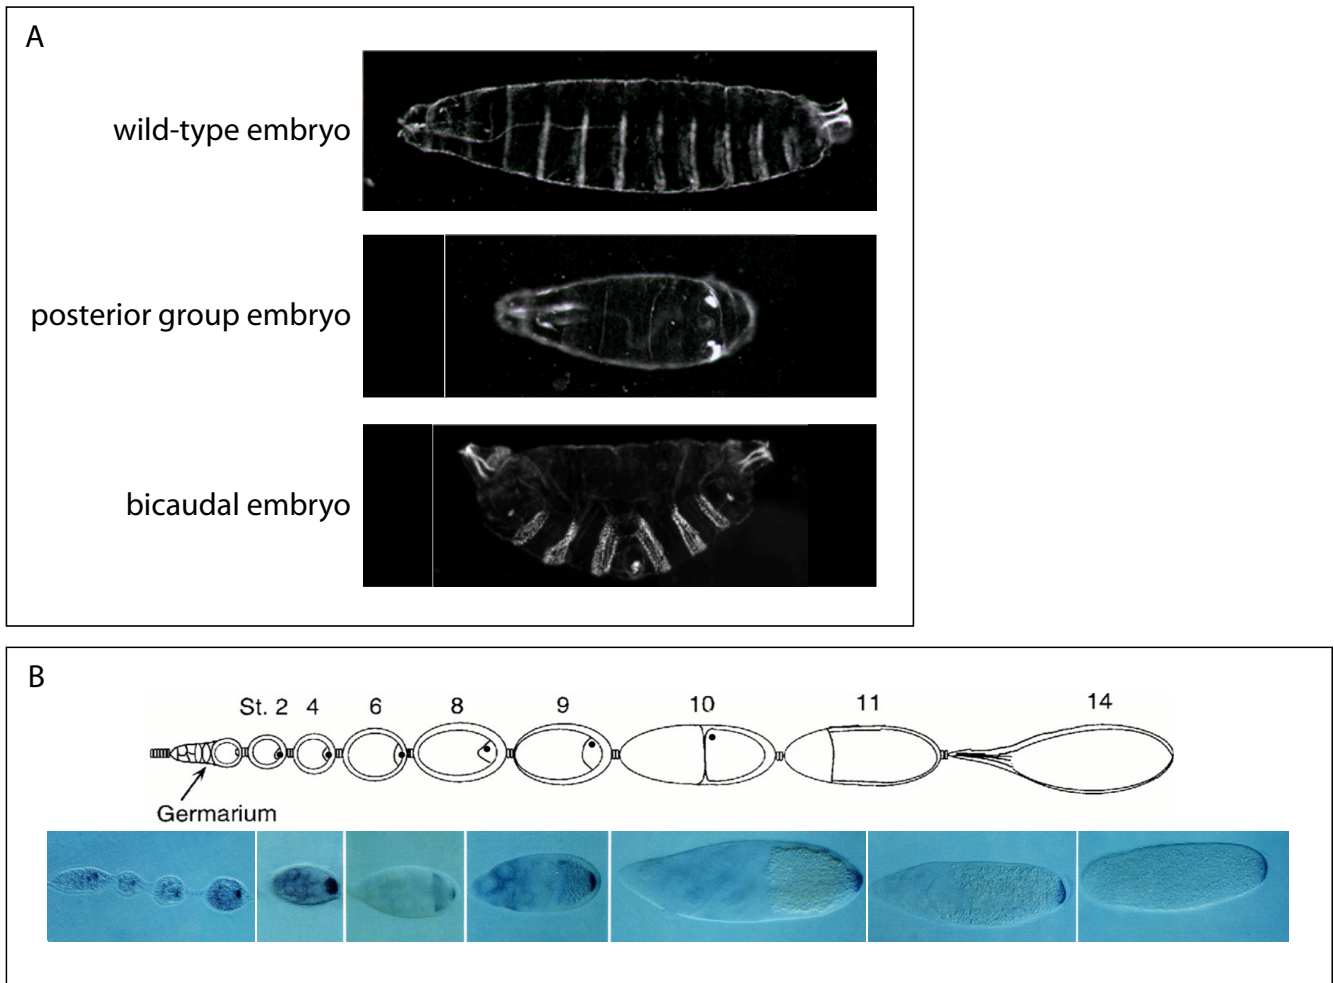 A
wild-type embryo
posterior group embryo
bicaudal embryo
B
St. 2 4 6 8 9 10 11 14
Germarium